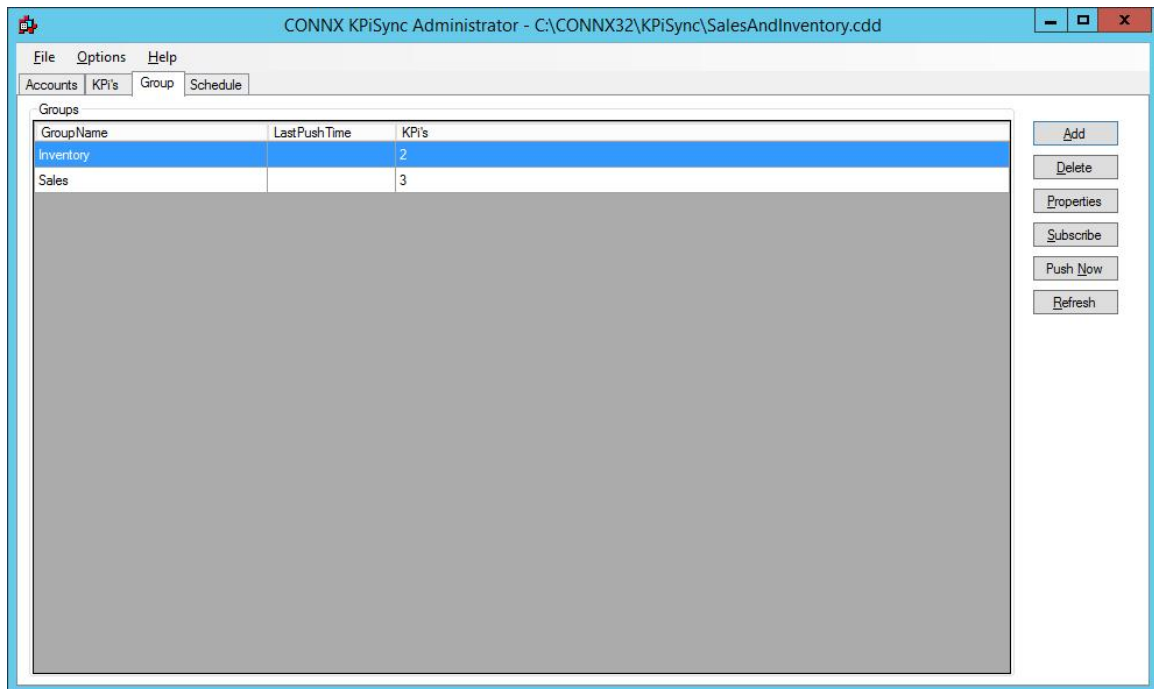 CONNX KPiSync Administrator - C:\CONNX32\KPiSync\SalesAndInventory.cdd
File Options Help
Accounts KPi's Group Schedule
Groups
GroupName LastPushTime KPi's
Inventory 2
Sales 3
Add
Delete
Properties
Subscribe
Push Now
Refresh